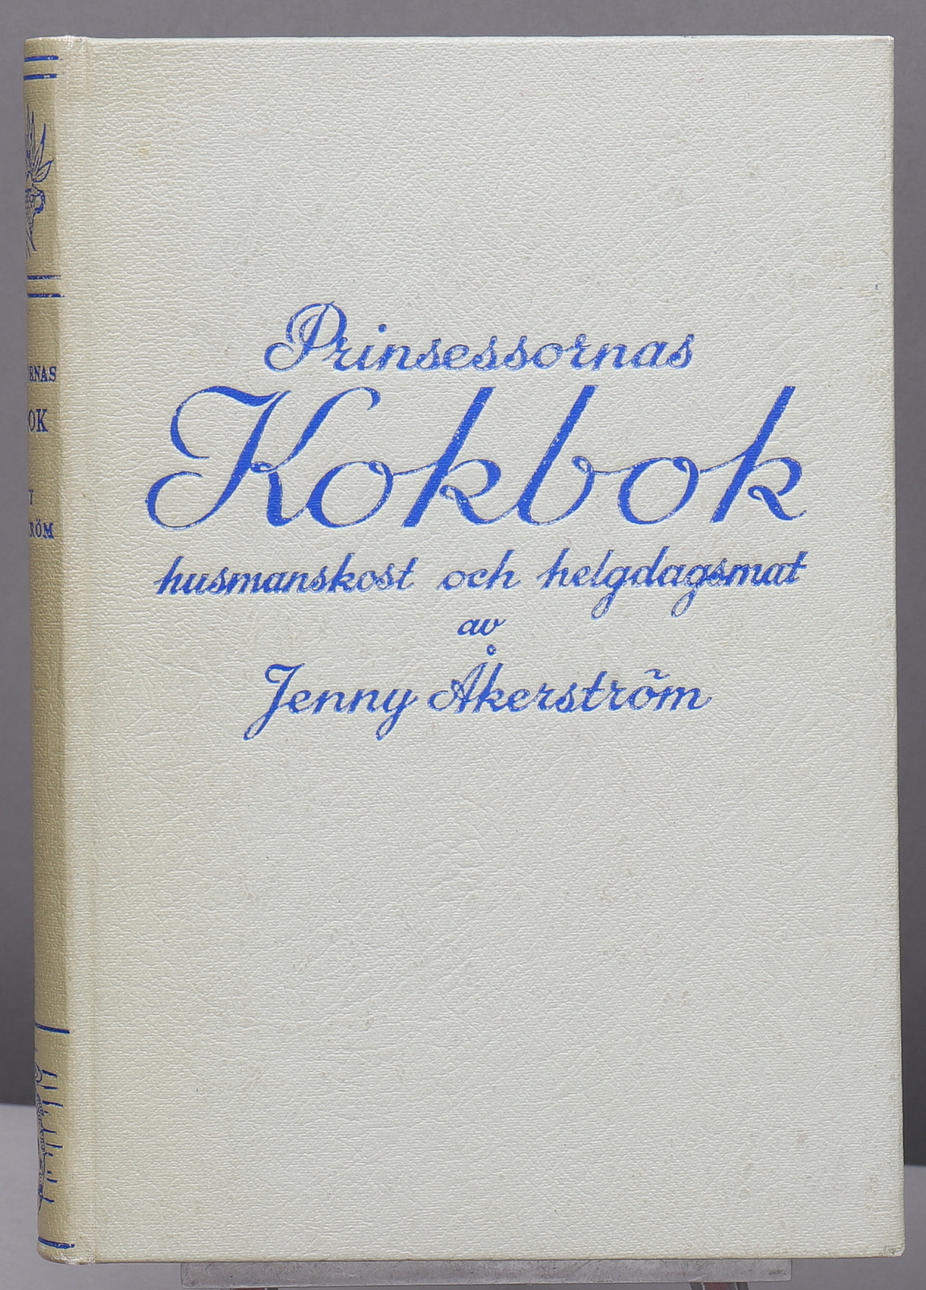 Prinsessornas
Kokbok
husmanskost och helgdagsmat
av
Jenny Åkerström